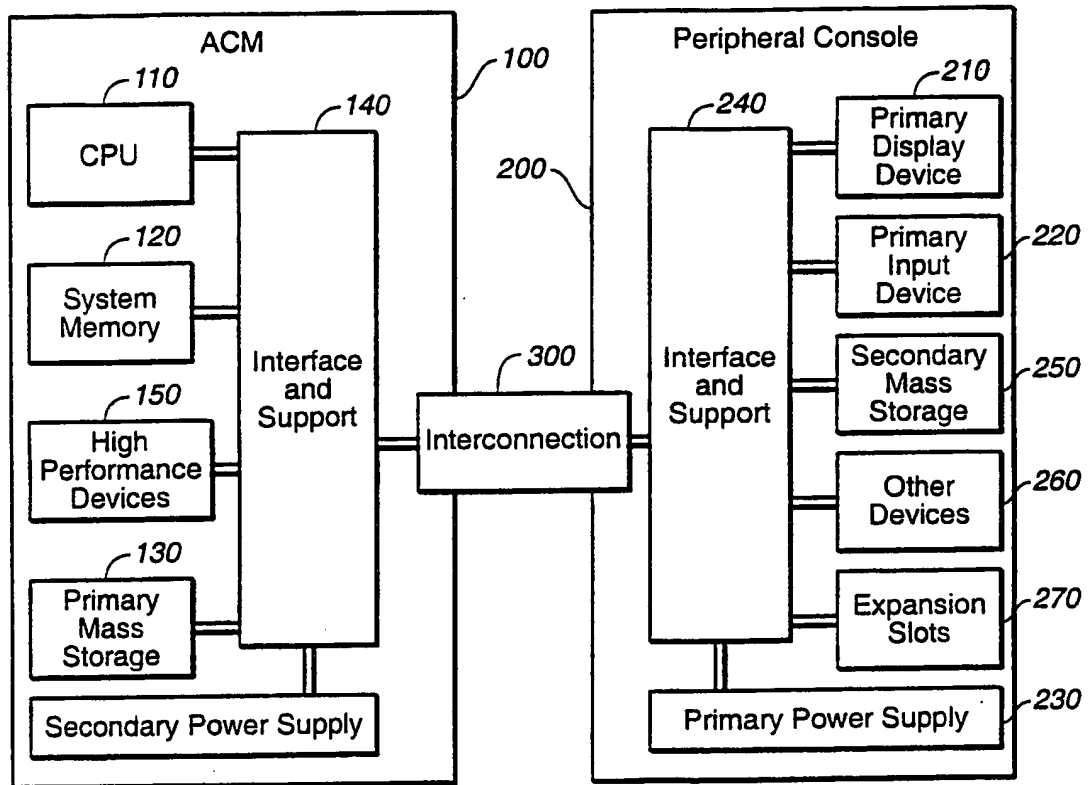 ACM
100
110
CPU
120
System
Memory
150
High
Performance
Devices
130
Primary
Mass
Storage
140
Interface
and
Support
Secondary Power Supply
300
Interconnection
Peripheral Console
200
240
Interface
and
Support
210
Primary
Display
Device
220
Primary
Input
Device
Secondary
Mass
Storage
250
Other
Devices
260
Expansion
Slots
270
Primary Power Supply
230